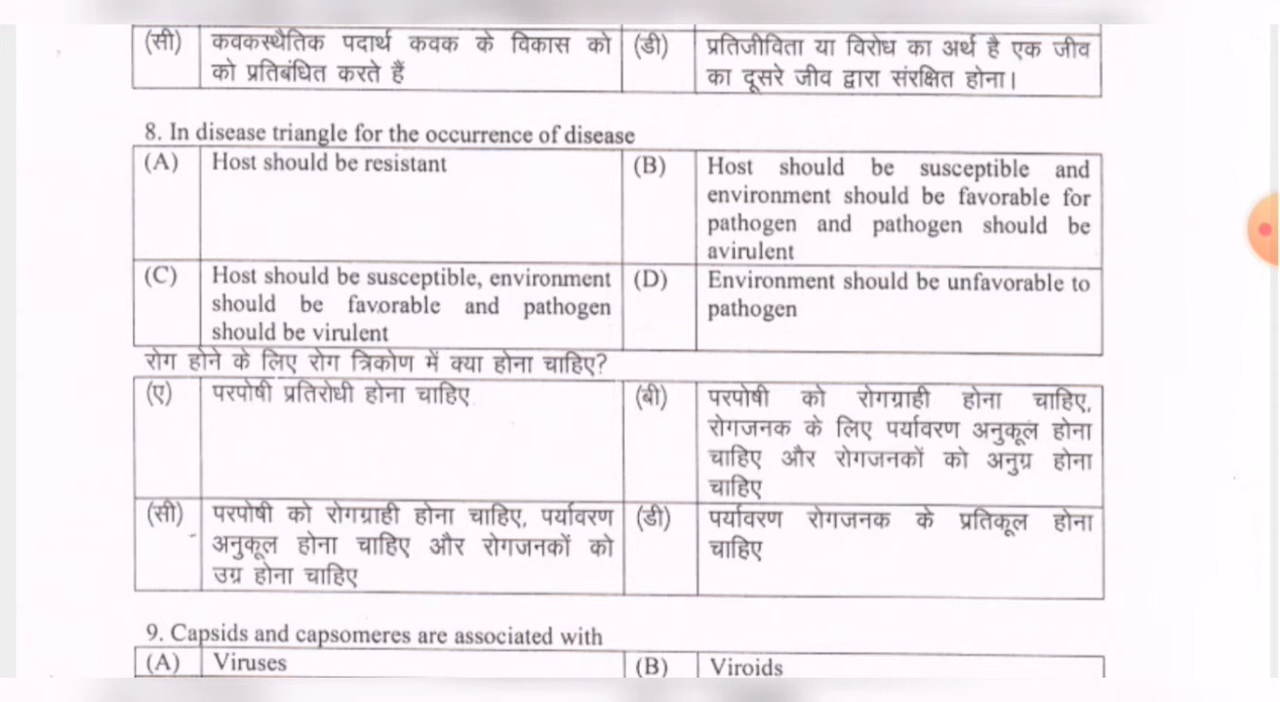 (सी) कवकस्थैतिक पदार्थ कवक के विकास को (डी) प्रतिजीविता या विरोध का अर्थ है एक जीव
को प्रतिबंधित करते हैं का दूसरे जीव द्वारा संरक्षित होना।
8. In disease triangle for the occurrence of disease
(A) Host should be resistant (B) Host should be susceptible and
environment should be favorable for
pathogen and pathogen should be
avirulent
(C) Host should be susceptible, environment (D) Environment should be unfavorable to
should be favorable and pathogen pathogen
should be virulent
रोग होने के लिए रोग त्रिकोण में क्या होना चाहिए?
(ए) परपोषी प्रतिरोधी होना चाहिए (बी) परपोषी को रोगग्राही होना चाहिए,
रोगजनक के लिए पर्यावरण अनुकूल होना
चाहिए और रोगजनकों को अनुग्र होना
चाहिए
(सी) परपोषी को रोगग्राही होना चाहिए, पर्यावरण (डी) पर्यावरण रोगजनक के प्रतिकूल होना
अनुकूल होना चाहिए और रोगजनकों को चाहिए
उग्र होना चाहिए
9. Capsids and capsomeres are associated with
(A) Viruses (B) Viroids